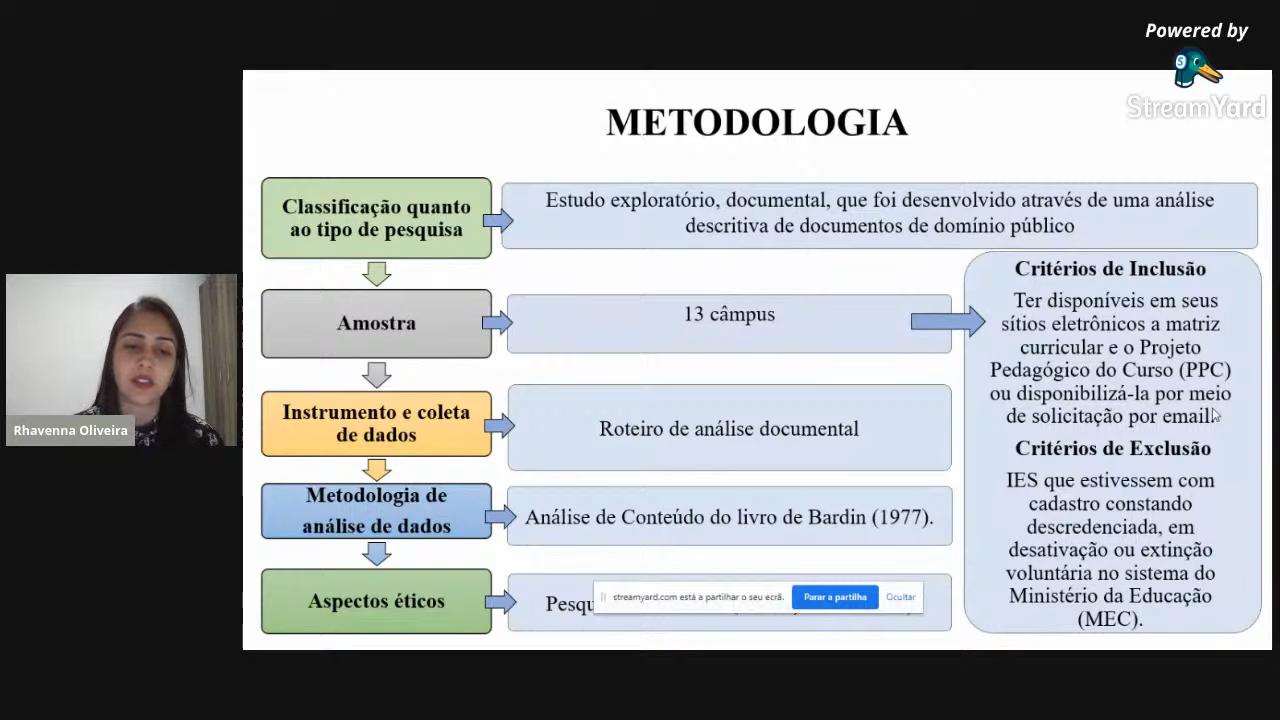 Powered by
StreamYard
METODOLOGIA
Classificação quanto
ao tipo de pesquisa
Estudo exploratório, documental, que foi desenvolvido através de uma análise
descritiva de documentos de domínio público
Amostra
13 câmpus
Critérios de Inclusão
Ter disponíveis em seus
sítios eletrônicos a matriz
curricular e o Projeto
Pedagógico do Curso (PPC)
ou disponibilizá-la por meio
de solicitação por email.
Critérios de Exclusão
IES que estivessem com
cadastro constando
descredenciada, em
desativação ou extinção
voluntária no sistema do
Ministério da Educação
(MEC).
Instrumento e coleta
de dados
Roteiro de análise documental
Metodologia de
análise de dados
Análise de Conteúdo do livro de Bardin (1977).
Aspectos éticos
streamyard.com está a partilhar o seu ecrã.
Parar a partilha
Ocultar
Rhavenna Oliveira